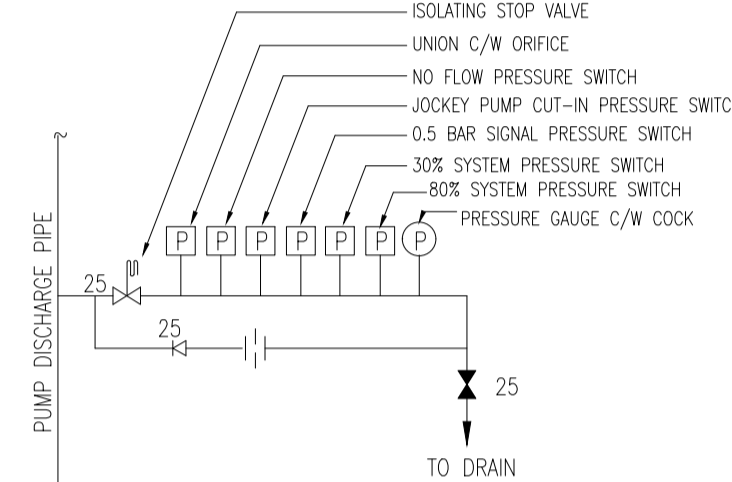 ISOLATING STOP VALVE
UNION C/W ORIFICE
NO FLOW PRESSURE SWITCH
JOCKEY PUMP CUT-IN PRESSURE SWITC
0.5 BAR SIGNAL PRESSURE SWITCH
30% SYSTEM PRESSURE SWITCH
80% SYSTEM PRESSURE SWITCH
PRESSURE GAUGE C/W COCK
P P P P P P P
25
25
25
PUMP DISCHARGE PIPE
TO DRAIN